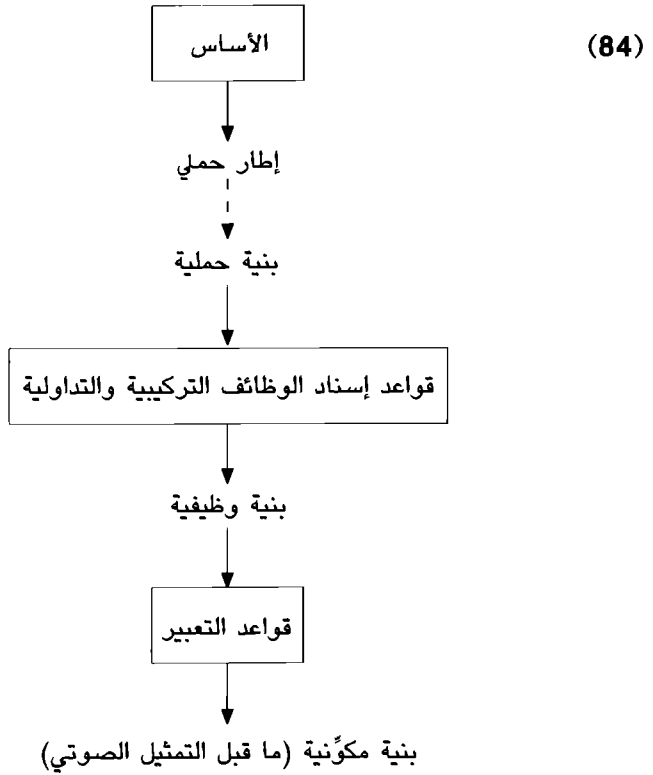 (84)
الأساس
إطار حملي
بنية حملية
قواعد إسناد الوظائف التركيبية والتداولية
بنية وظيفية
قواعد التعبير
بنية مكوِّنية (ما قبل التمثيل الصوتي)